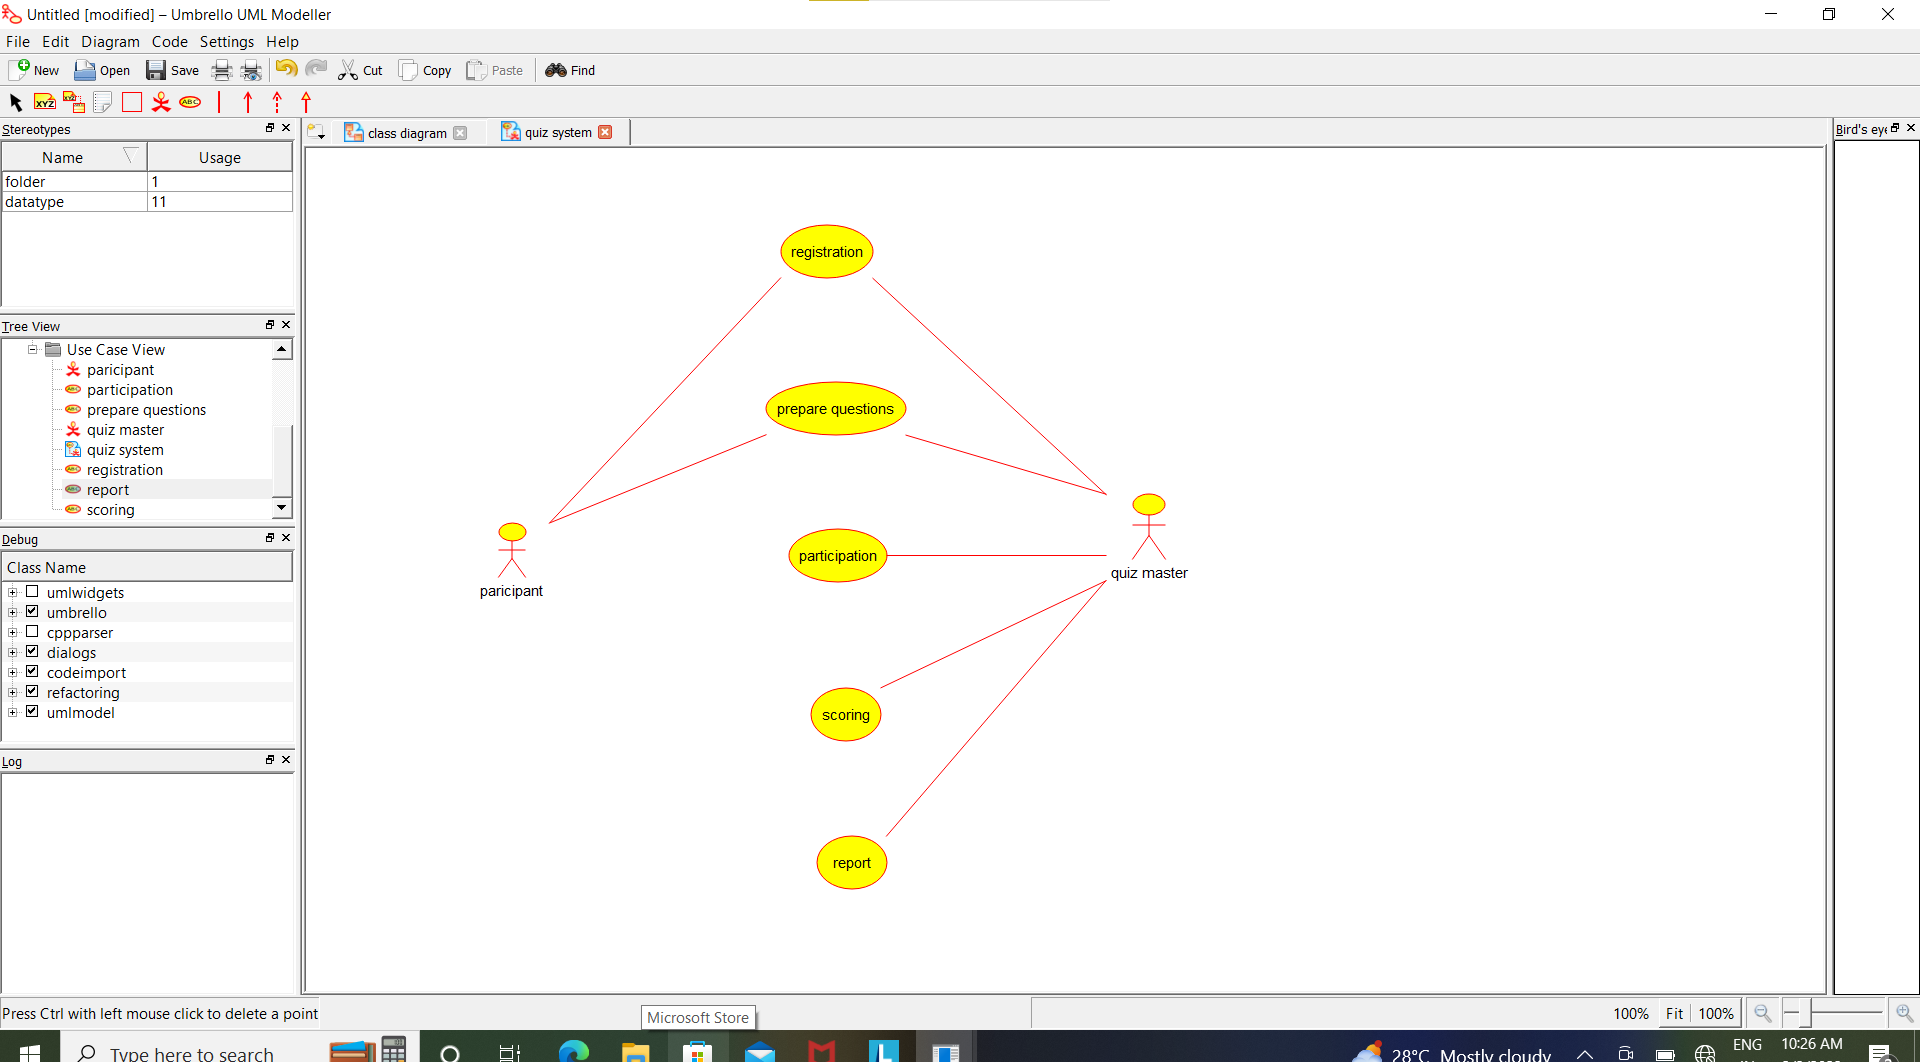 Untitled [modified] – Umbrello UML Modeller
File Edit Diagram Code Settings Help
New Open Save Cut Copy Paste Find
XYZ XYZ ABC
Stereotypes
Name Usage
folder 1
datatype 11
Tree View
Use Case View
paricipant
participation
prepare questions
quiz master
quiz system
registration
report
scoring
Debug
Class Name
umlwidgets
umbrello
cppparser
dialogs
codeimport
refactoring
umlmodel
Log
class diagram quiz system
Bird's eye
registration
prepare questions
participation
paricipant
quiz master
scoring
report
Press Ctrl with left mouse click to delete a point
Microsoft Store
100% Fit 100%
Type here to search
28°C Mostly cloudy
ENG
10:26 AM